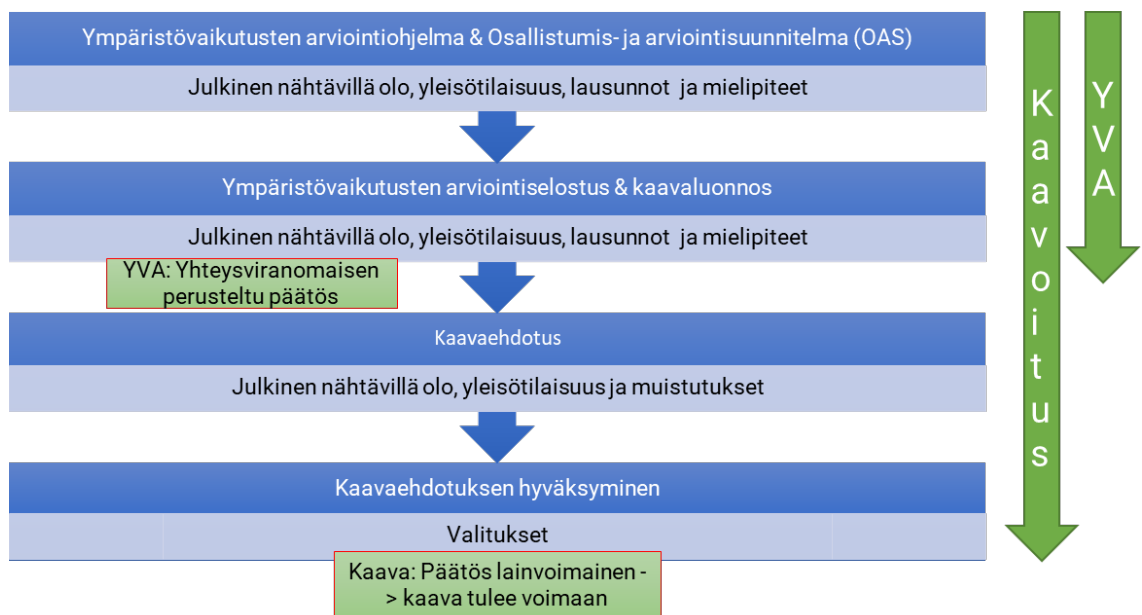 Ympäristövaikutusten arviointiohjelma & Osallistumis- ja arviointisuunnitelma (OAS)
Julkinen nähtävillä olo, yleisötilaisuus, lausunnot ja mielipiteet
Ympäristövaikutusten arviointiselostus & kaavaluonnos
Julkinen nähtävillä olo, yleisötilaisuus, lausunnot ja mielipiteet
YVA: Yhteysviranomaisen
perusteltu päätös
Kaavaehdotus
Julkinen nähtävillä olo, yleisötilaisuus ja muistutukset
Kaavaehdotuksen hyväksyminen
Valitukset
Kaava: Päätös lainvoimainen -
> kaava tulee voimaan
Kaavoitus
YVA